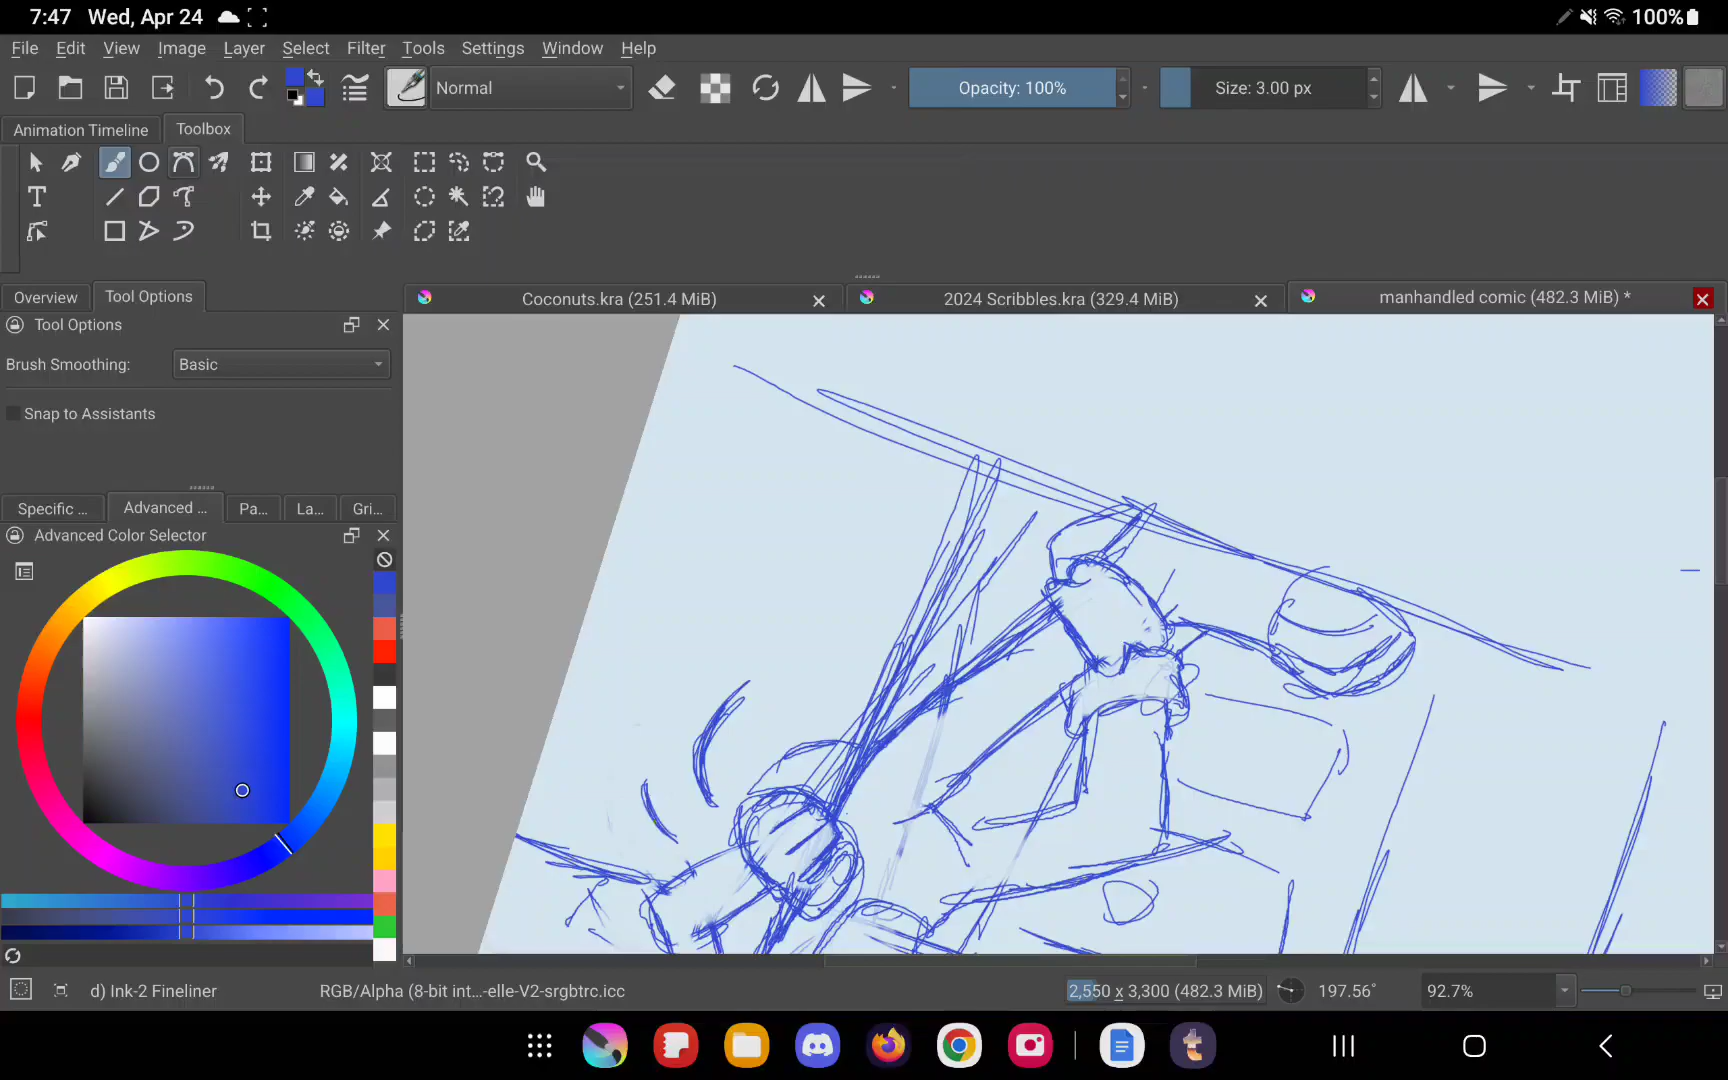 7:47 Wed, Apr 24 100%
File Edit View Image Layer Select Filter Tools Settings Window Help
Normal Opacity: 100% Size: 3.00 px
Animation Timeline Toolbox
Overview Tool Options
Coconuts.kra (251.4 MiB) 2024 Scribbles.kra (329.4 MiB) manhandled comic (482.3 MiB) *
Tool Options
Brush Smoothing: Basic
Snap to Assistants
Specific ... Advanced ... Pa... La... Gri...
Advanced Color Selector
d) Ink-2 Fineliner RGB/Alpha (8-bit int...-elle-V2-srgbtrc.icc 2,550 x 3,300 (482.3 MiB) 197.56° 92.7%